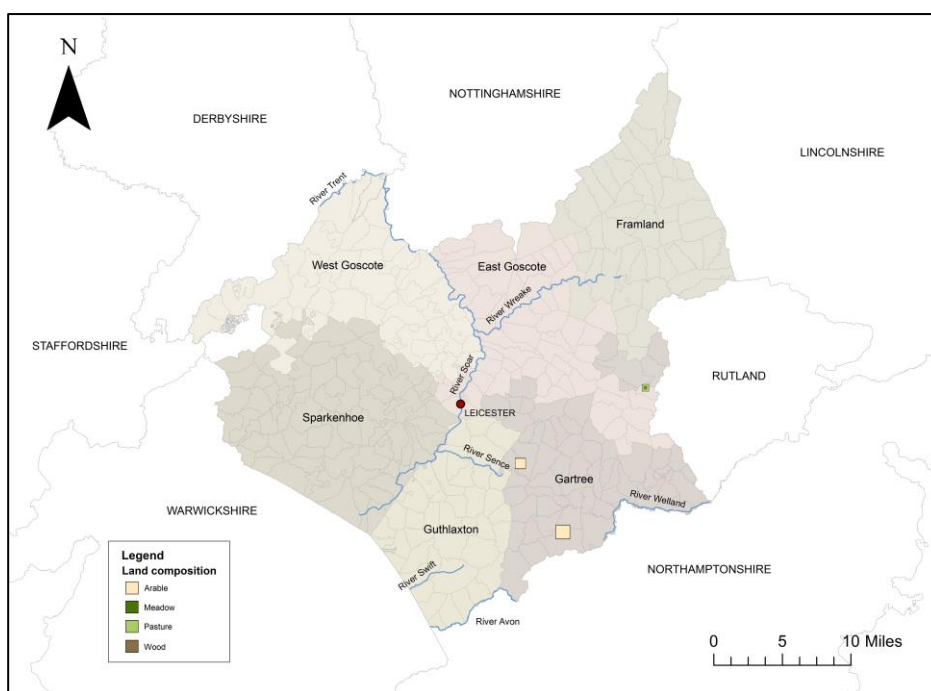 N
NOTTINGHAMSHIRE
DERBYSHIRE
LINCOLNSHIRE
River Trent
Framland
West Goscote
East Goscote
River Wreake
STAFFORDSHIRE
RUTLAND
River Soar
Sparkenhoe
LEICESTER
River Sence
Gartree
River Welland
WARWICKSHIRE
Guthlaxton
NORTHAMPTONSHIRE
River Swift
River Avon
Legend
Land composition
Arable
Meadow
Pasture
Wood
0 5 10 Miles